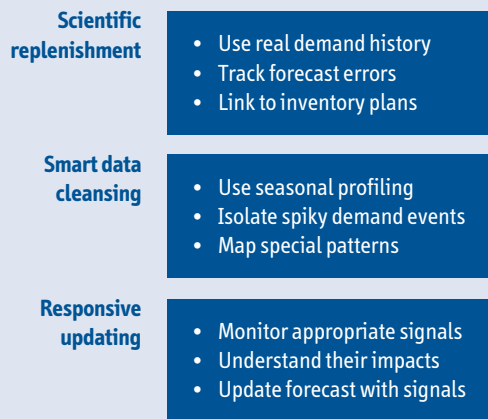 Scientific
replenishment
• Use real demand history
• Track forecast errors
• Link to inventory plans
Smart data
cleansing
• Use seasonal profiling
• Isolate spiky demand events
• Map special patterns
Responsive
updating
• Monitor appropriate signals
• Understand their impacts
• Update forecast with signals